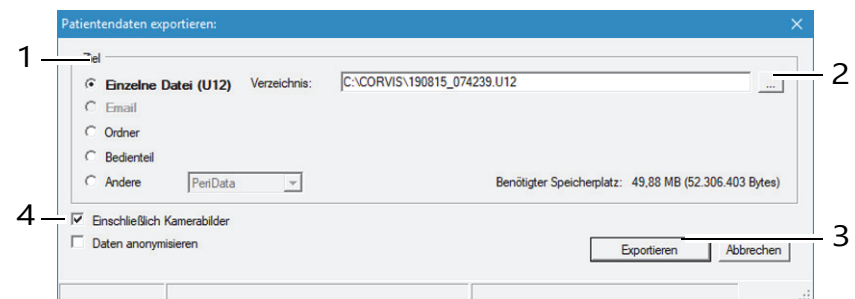 Patientendaten exportieren:
1
Ziel
Einzelne Datei (U12) Verzeichnis: C:\CORVIS\190815_074239.U12 ... 2
Email
Ordner
Bedienteil
Andere PeriData Benötigter Speicherplatz: 49,88 MB (52.306.403 Bytes)
4 Einschließlich Kamerabilder
Daten anonymisieren Exportieren Abbrechen 3